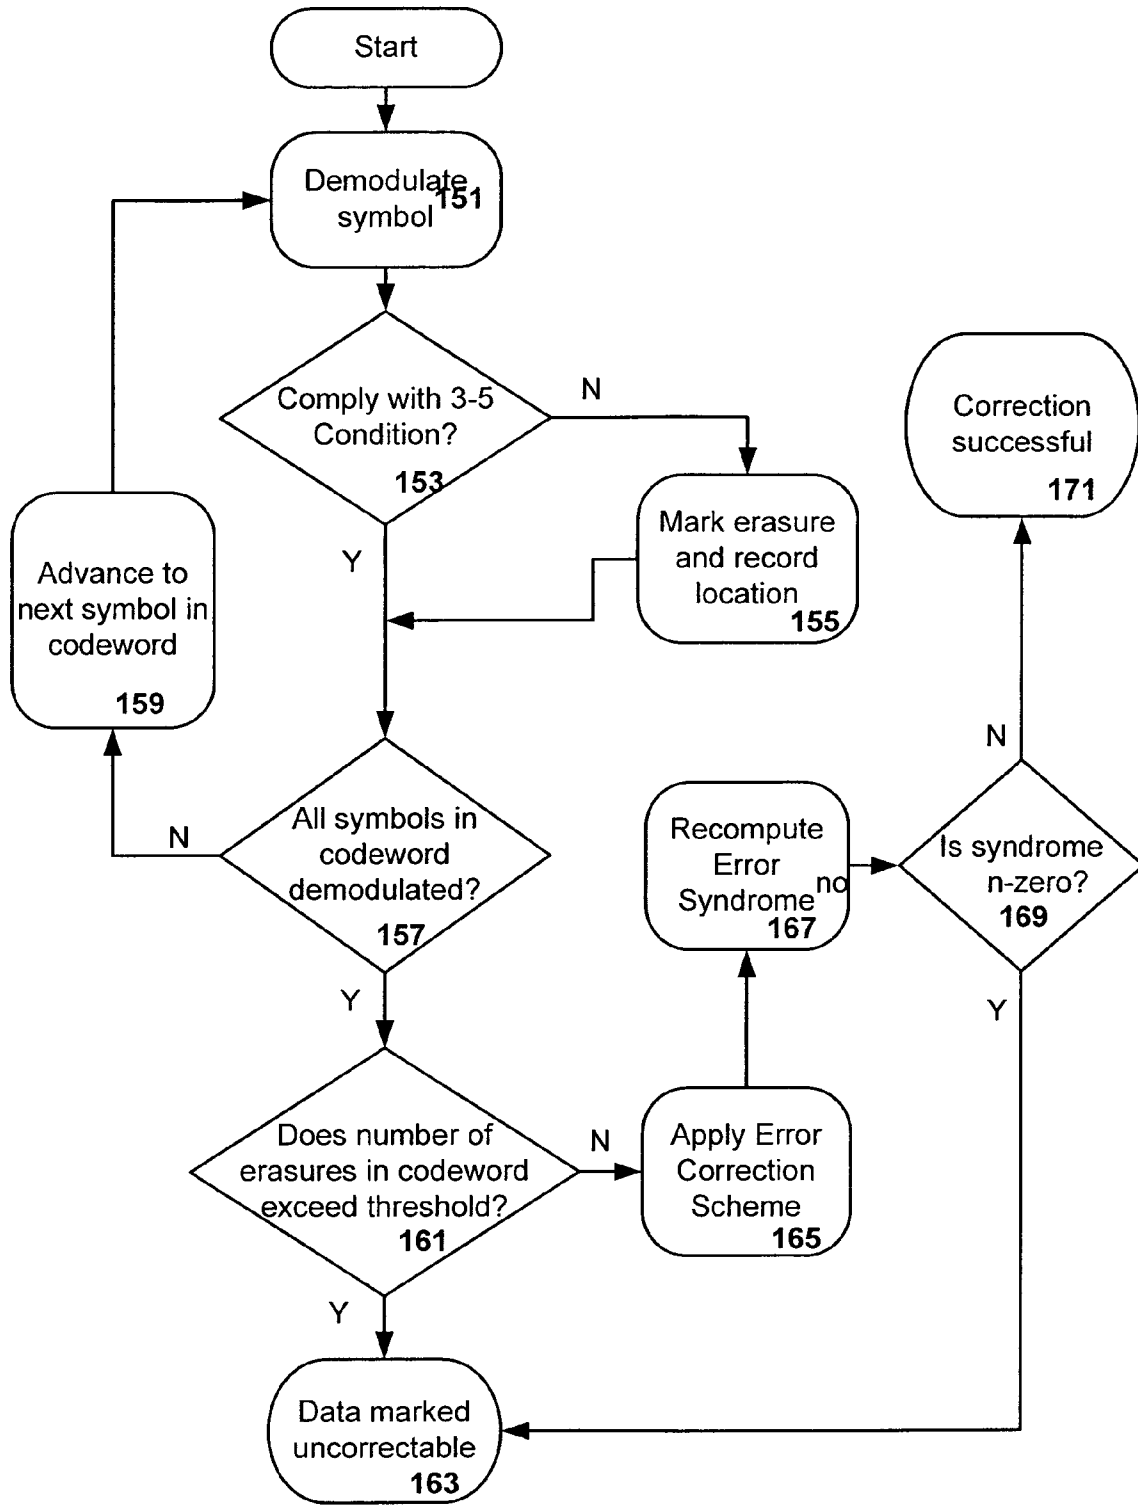 Start
Demodulate
symbol
151
Comply with 3-5
Condition?
153
N
Y
Mark erasure
and record
location
155
Advance to
next symbol in
codeword
159
All symbols in
codeword
demodulated?
157
N
Y
Does number of
erasures in codeword
exceed threshold?
161
N
Y
Data marked
uncorrectable
163
Apply Error
Correction
Scheme
165
Recompute
Error
Syndrome
167
Is syndrome
non-zero?
169
N
Y
Correction
successful
171